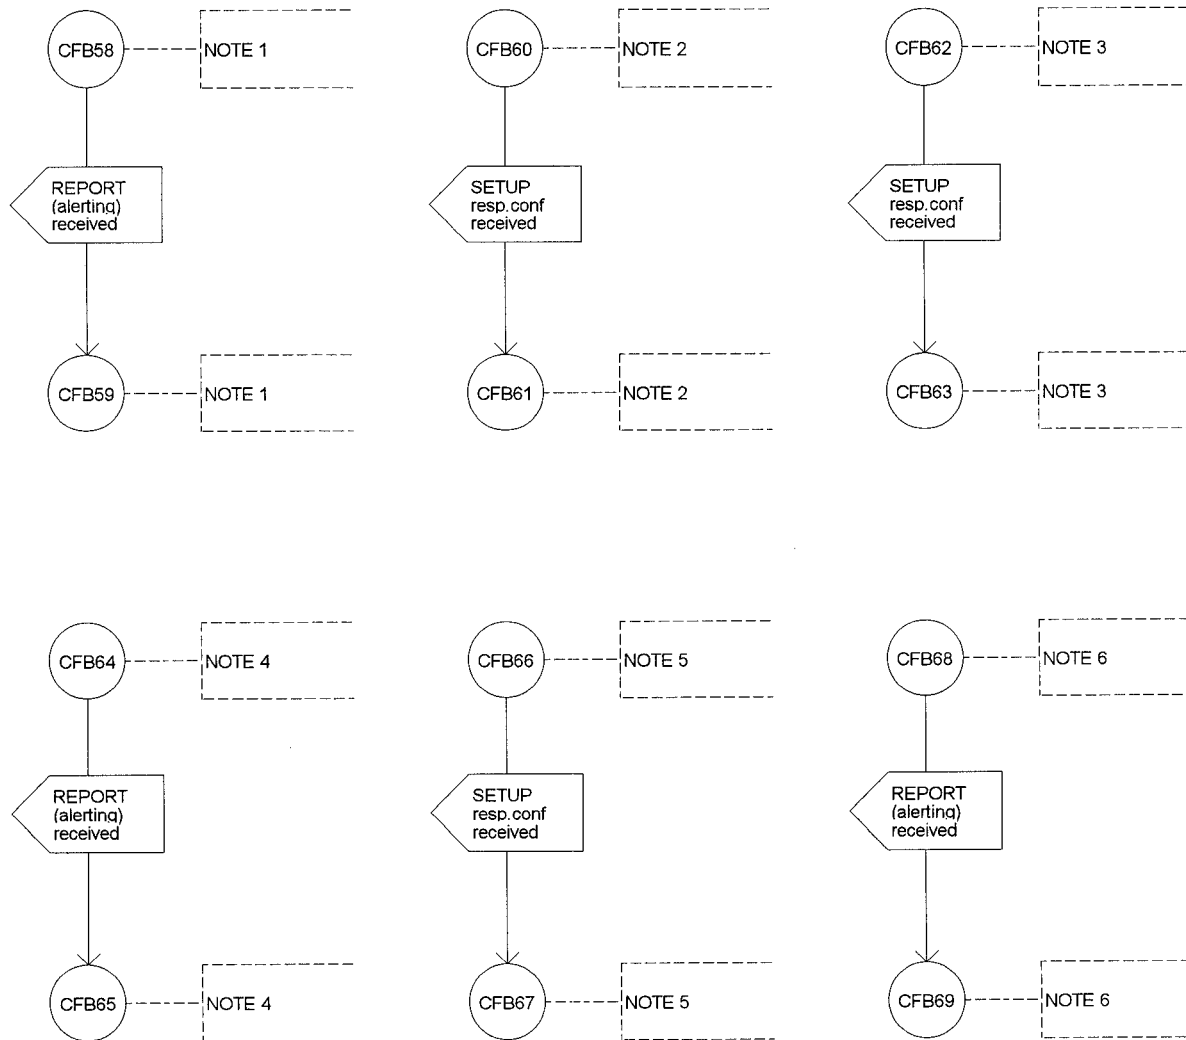 CFB58
NOTE 1
REPORT
(alerting)
received
CFB59
NOTE 1
CFB60
NOTE 2
SETUP
resp.conf
received
CFB61
NOTE 2
CFB62
NOTE 3
SETUP
resp.conf
received
CFB63
NOTE 3
CFB64
NOTE 4
REPORT
(alerting)
received
CFB65
NOTE 4
CFB66
NOTE 5
SETUP
resp.conf
received
CFB67
NOTE 5
CFB68
NOTE 6
REPORT
(alerting)
received
CFB69
NOTE 6